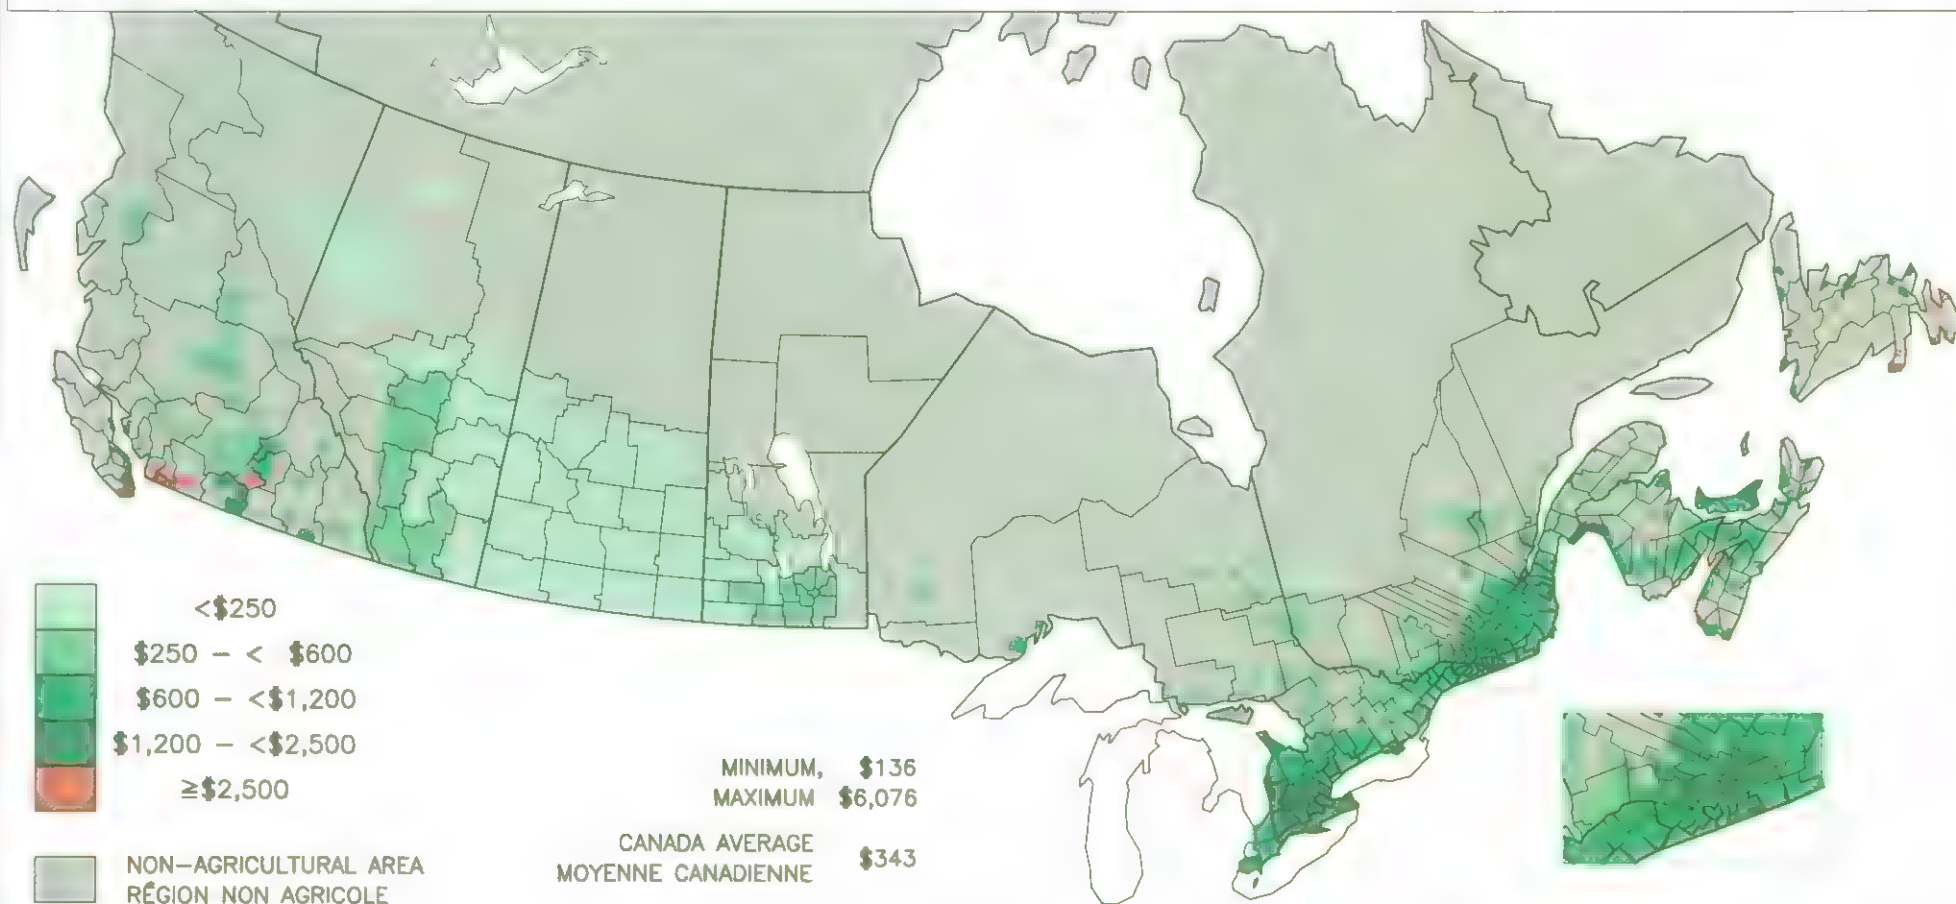 <$250
$250 – < $600
$600 – <$1,200
$1,200 – <$2,500
≥$2,500
NON–AGRICULTURAL AREA
RÉGION NON AGRICOLE
MINIMUM, $136
MAXIMUM $6,076
CANADA AVERAGE
MOYENNE CANADIENNE
$343